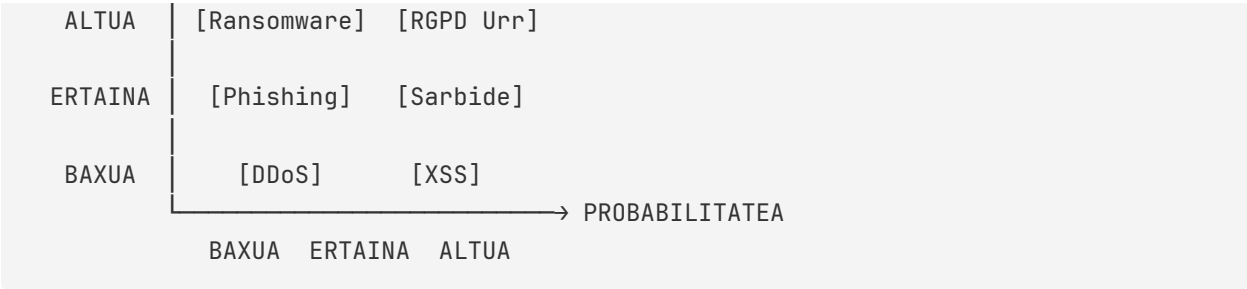 ALTUA [Ransomware] [RGPD Urr]
ERTAINA [Phishing] [Sarbide]
BAXUA [DDoS] [XSS]
PROBABILITATEA
BAXUA ERTAINA ALTUA